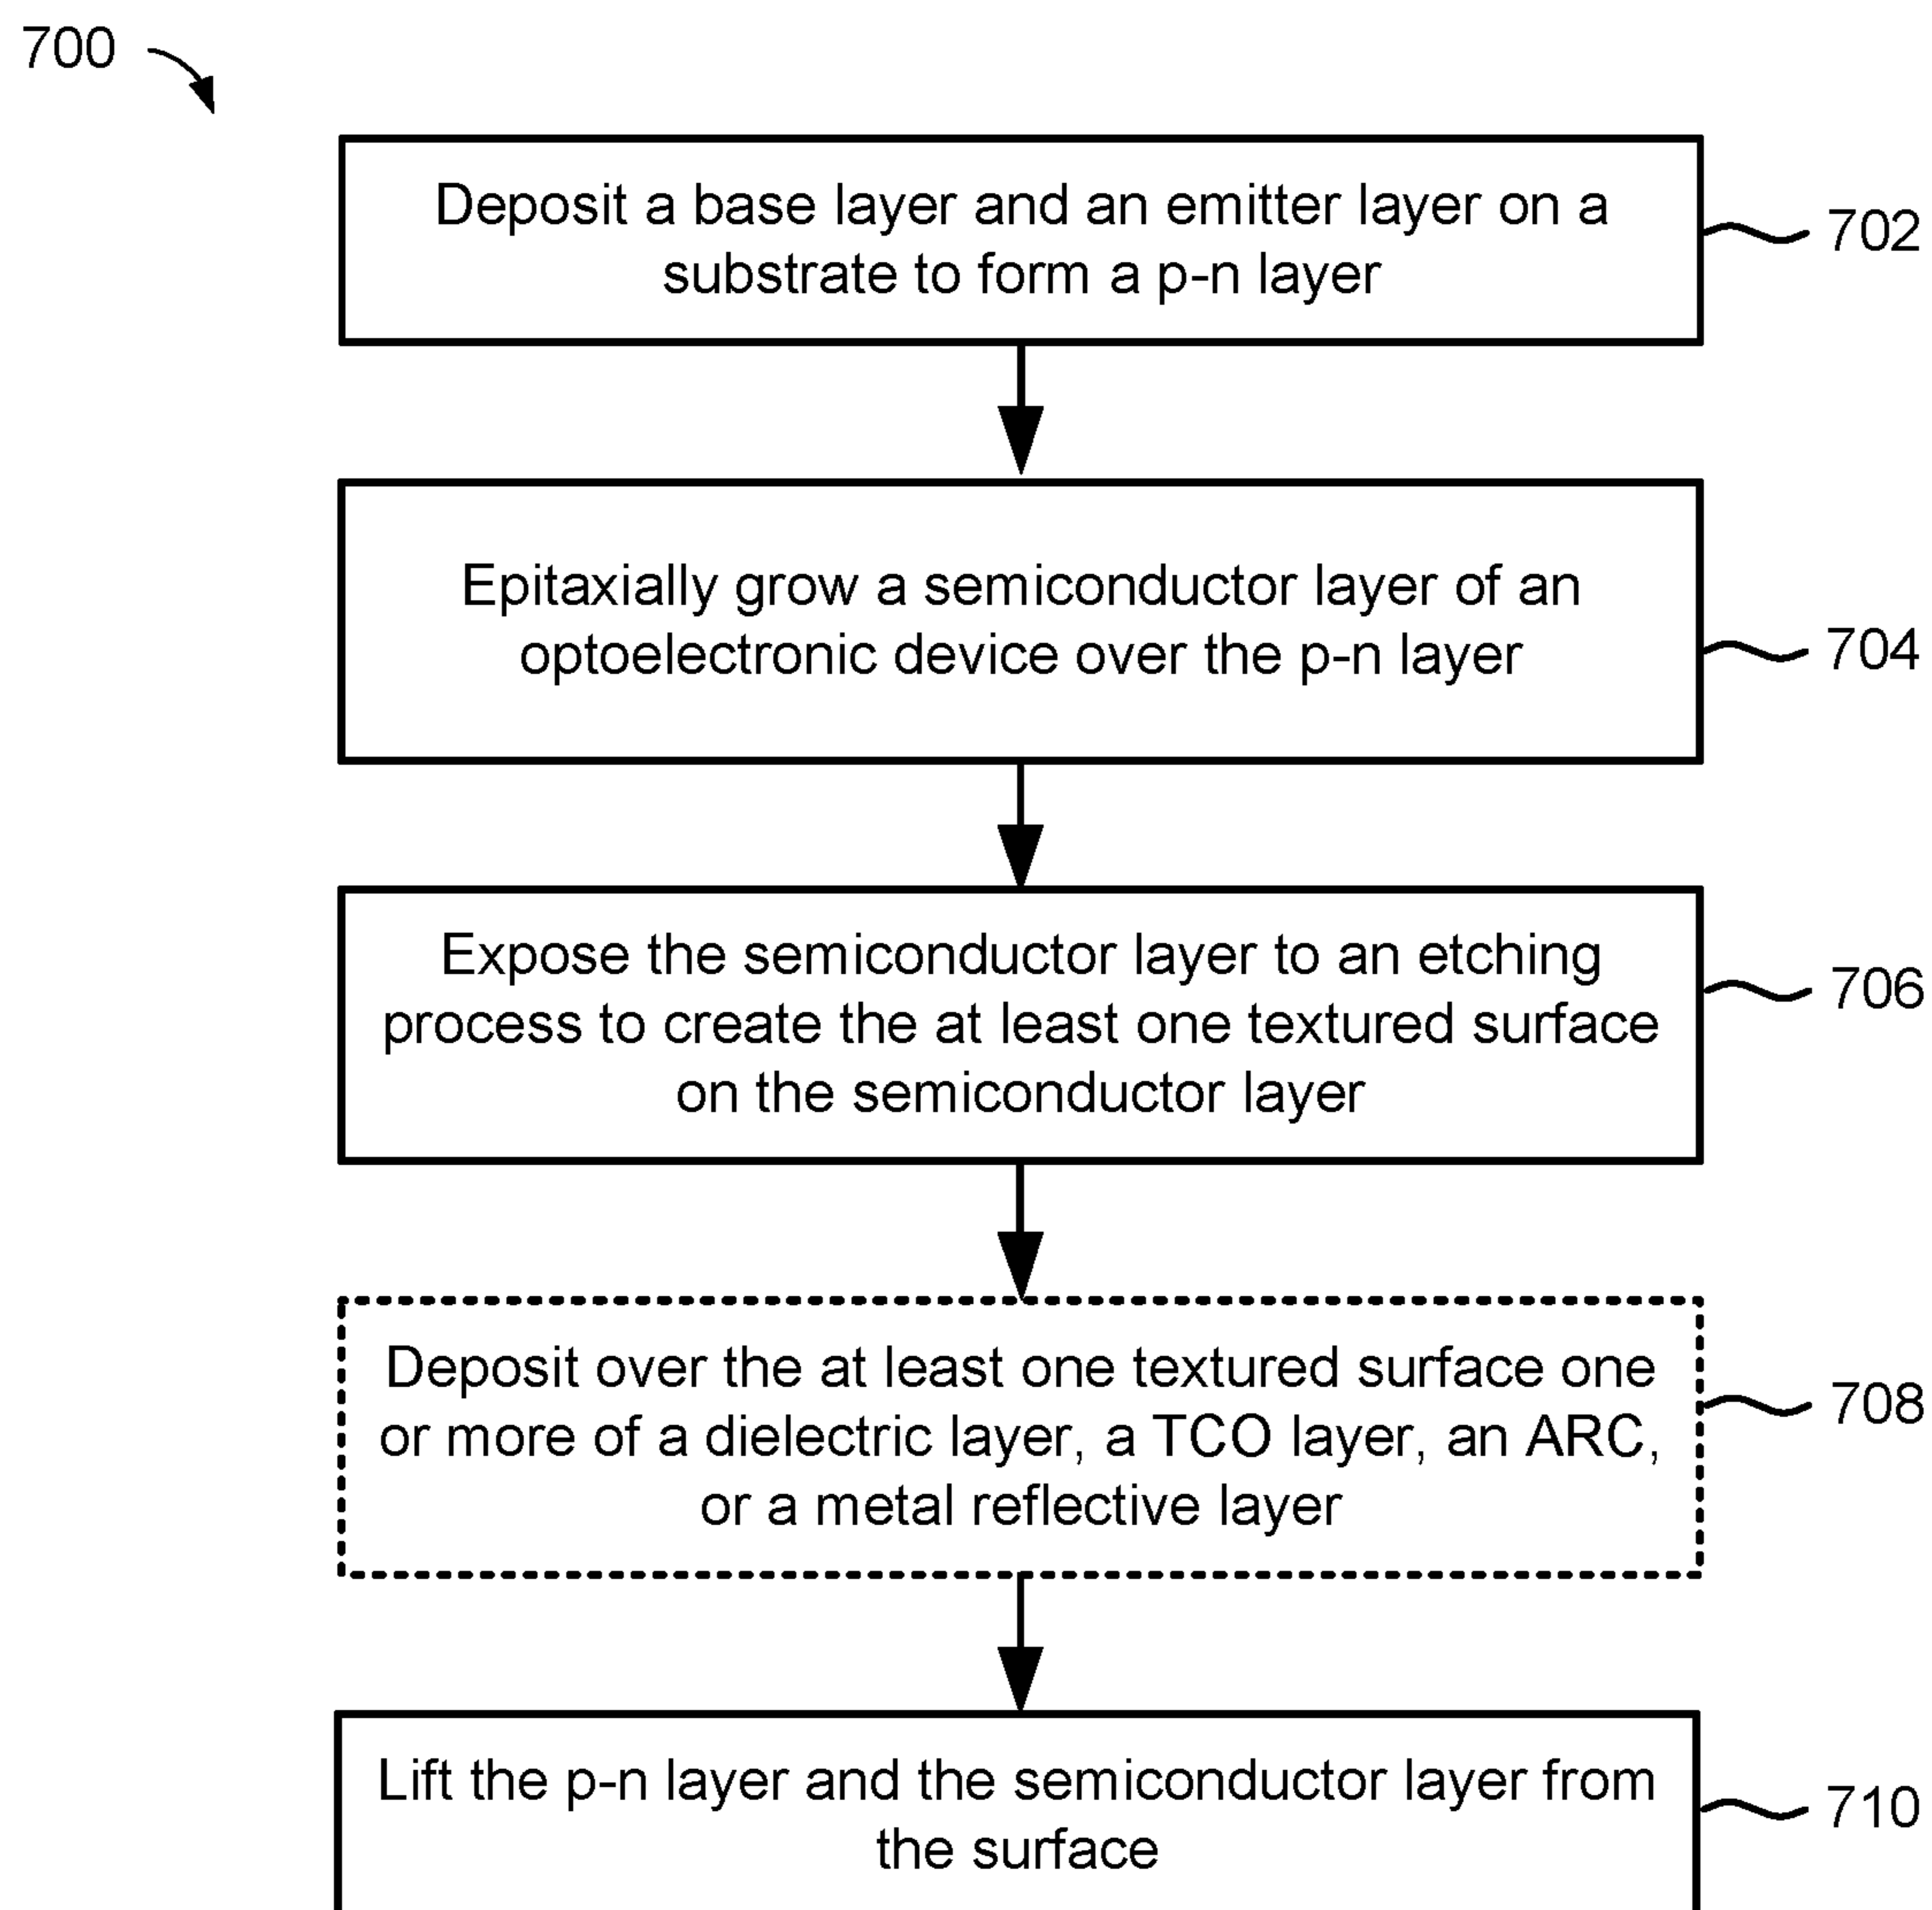 700
Deposit a base layer and an emitter layer on a
substrate to form a p-n layer
702
Epitaxially grow a semiconductor layer of an
optoelectronic device over the p-n layer
704
Expose the semiconductor layer to an etching
process to create the at least one textured surface
on the semiconductor layer
706
Deposit over the at least one textured surface one
or more of a dielectric layer, a TCO layer, an ARC,
or a metal reflective layer
708
Lift the p-n layer and the semiconductor layer from
the surface
710